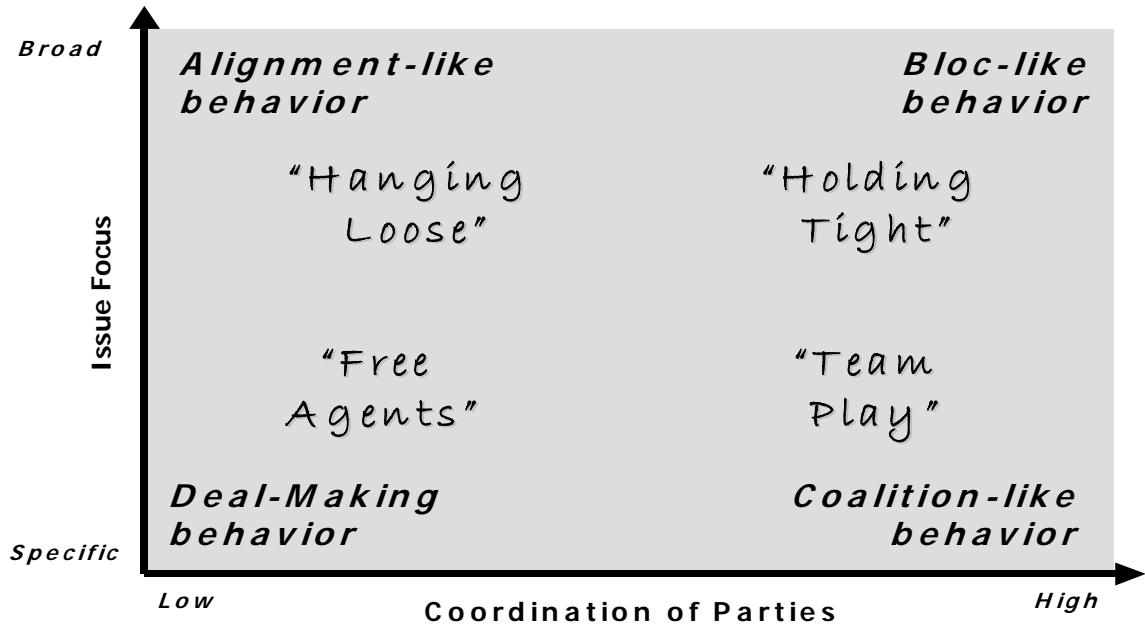 Broad
Alignment-like
behavior
Bloc-like
behavior
“Hanging
Loose”
“Holding
Tight”
Issue Focus
“Free
Agents”
“Team
Play”
Deal-Making
behavior
Coalition-like
behavior
Specific
Low
Coordination of Parties
High